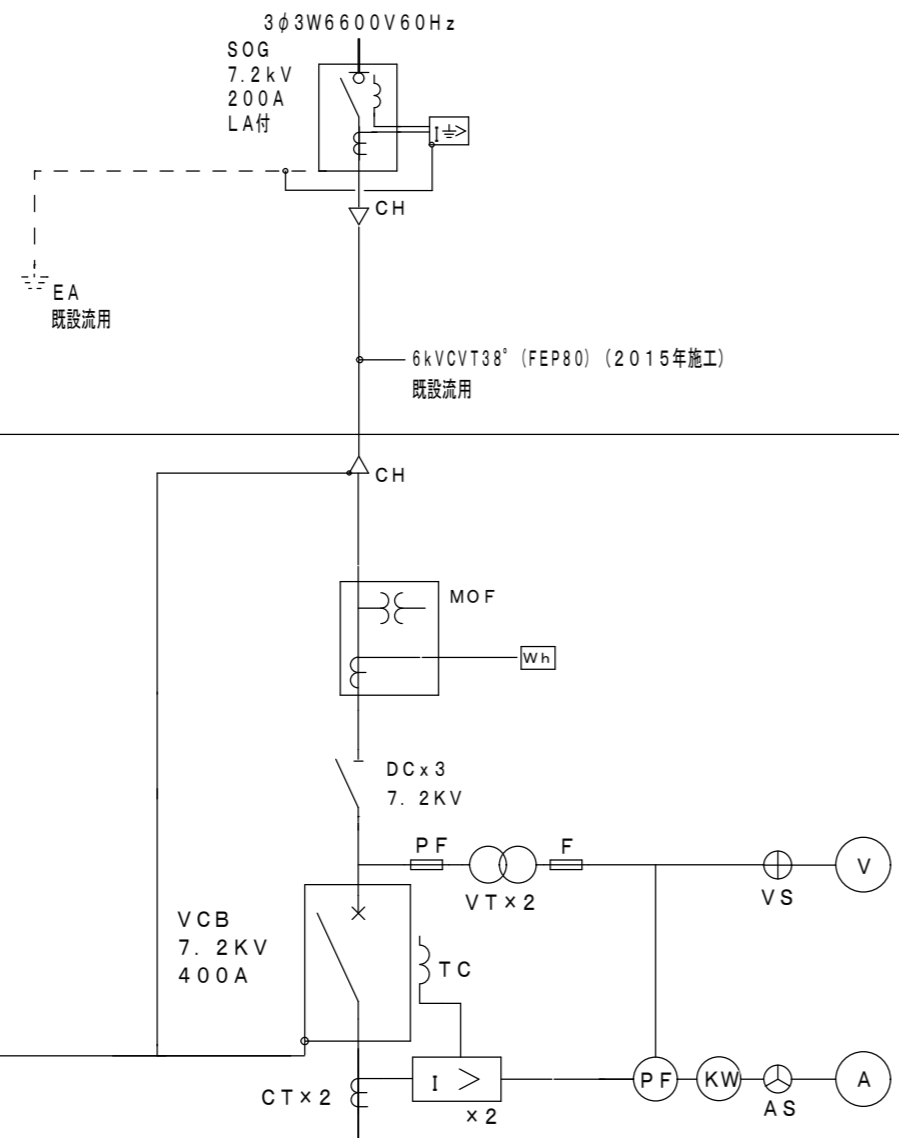 3φ3W6600V60Hz
SOG
7.2kV
200A
LA付
I>
CH
EA
既設流用
6kVCVT38° (FEP80) (2015年施工)
既設流用
CH
MOF
Wh
DCx3
7. 2KV
PF
F
VT×2
VS
V
VCB
7. 2KV
400A
TC
CT×2
I >
×2
PF
KW
AS
A